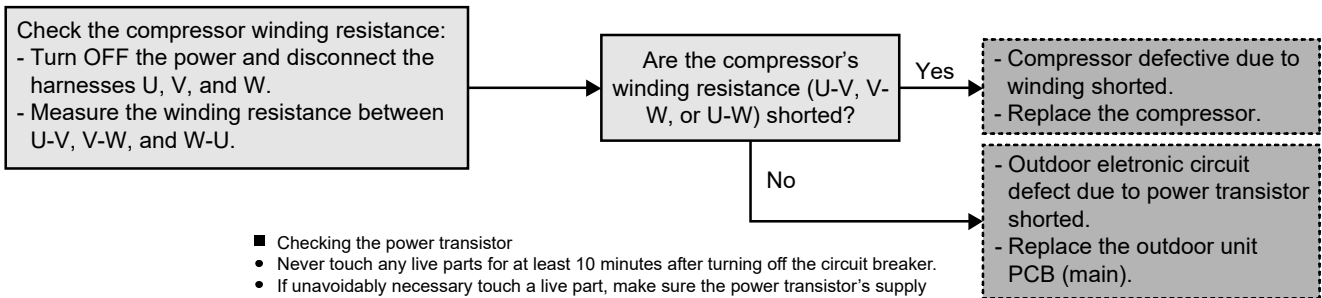 Check the compressor winding resistance:
- Turn OFF the power and disconnect the
harnesses U, V, and W.
- Measure the winding resistance between
U-V, V-W, and W-U.
Are the compressor's
winding resistance (U-V, V-
W, or U-W) shorted?
Yes
- Compressor defective due to
winding shorted.
- Replace the compressor.
No
- Outdoor eletronic circuit
defect due to power transistor
shorted.
- Replace the outdoor unit
PCB (main).
■ Checking the power transistor
• Never touch any live parts for at least 10 minutes after turning off the circuit breaker.
• If unavoidably necessary touch a live part, make sure the power transistor's supply